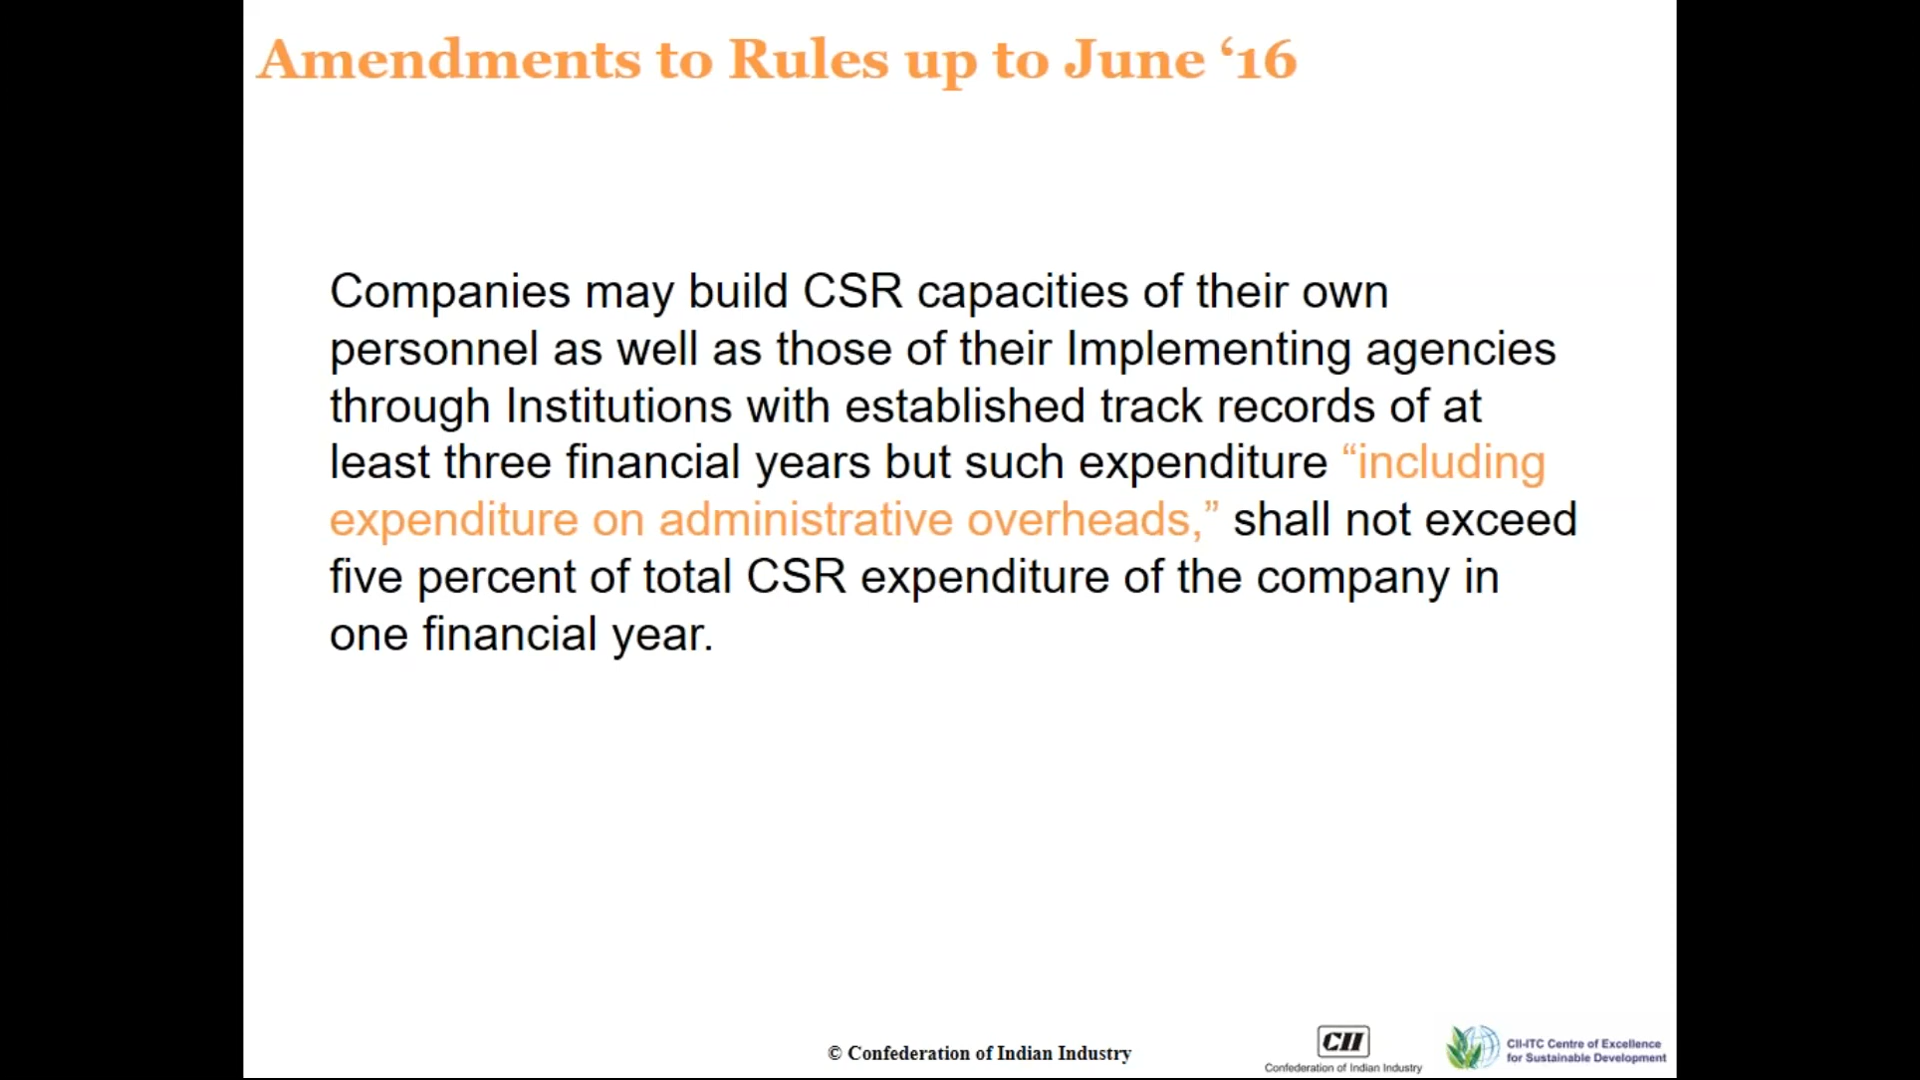 Amendments to Rules up to June ‘16
Companies may build CSR capacities of their own
personnel as well as those of their Implementing agencies
through Institutions with established track records of at
least three financial years but such expenditure “including
expenditure on administrative overheads,” shall not exceed
five percent of total CSR expenditure of the company in
one financial year.
© Confederation of Indian Industry
CII
Confederation of Indian Industry
CII-ITC Centre of Excellence
for Sustainable Development